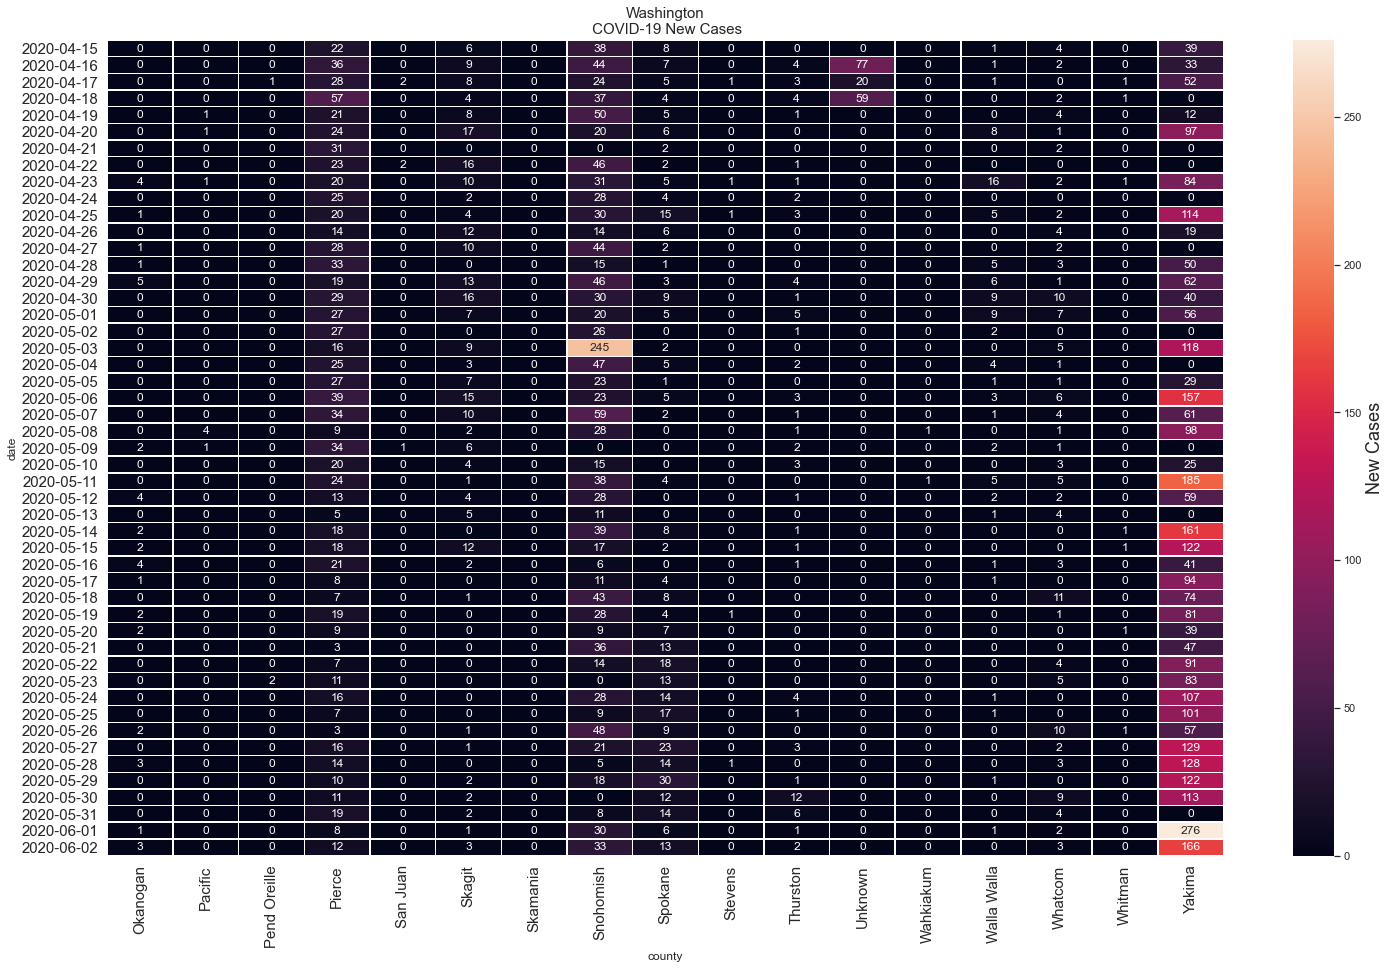 Washington
COVID-19 New Cases
2020-04-15 0 0 0 22 0 6 0 38 8 0 0 0 0 1 4 0 39
2020-04-16 0 0 0 36 0 9 0 44 7 0 4 77 0 1 2 0 33
2020-04-17 0 0 1 28 2 8 0 24 5 1 3 20 0 1 0 1 52
2020-04-18 0 0 0 57 0 4 0 37 4 0 4 59 0 0 2 1 0
2020-04-19 0 1 0 21 0 8 0 50 5 0 1 0 0 0 4 0 12
2020-04-20 0 1 0 24 0 17 0 20 6 0 0 0 0 8 1 0 97
2020-04-21 0 0 0 31 0 0 0 0 2 0 0 0 0 0 2 0 0
2020-04-22 0 0 0 23 2 16 0 46 2 0 1 0 0 0 0 0 0
2020-04-23 4 1 0 20 0 10 0 31 5 1 1 0 0 16 2 1 84
2020-04-24 0 0 0 25 0 2 0 28 4 0 2 0 0 0 0 0 0
2020-04-25 1 0 0 20 0 4 0 30 15 1 3 0 0 5 2 0 114
2020-04-26 0 0 0 14 0 12 0 14 6 0 0 0 0 0 4 0 19
2020-04-27 1 0 0 28 0 10 0 44 2 0 0 0 0 0 2 0 0
2020-04-28 1 0 0 33 0 0 0 15 1 0 0 0 0 5 3 0 50
2020-04-29 5 0 0 19 0 13 0 46 3 0 4 0 0 6 1 0 62
2020-04-30 0 0 0 29 0 16 0 30 9 0 1 0 0 9 10 0 40
2020-05-01 0 0 0 27 0 7 0 20 5 0 5 0 0 9 7 0 56
2020-05-02 0 0 0 27 0 0 0 26 0 0 1 0 0 2 0 0 0
2020-05-03 0 0 0 16 0 9 0 245 2 0 0 0 0 0 5 0 118
2020-05-04 0 0 0 25 0 3 0 47 5 0 2 0 0 4 1 0 0
2020-05-05 0 0 0 27 0 7 0 23 1 0 0 0 0 1 1 0 29
2020-05-06 0 0 0 39 0 15 0 23 5 0 3 0 0 3 6 0 157
2020-05-07 0 0 0 34 0 10 0 59 2 0 1 0 0 1 4 0 61
2020-05-08 0 4 0 9 0 2 0 28 0 0 1 0 1 0 1 0 98
2020-05-09 2 1 0 34 1 6 0 0 0 0 2 0 0 2 1 0 0
2020-05-10 0 0 0 20 0 4 0 15 0 0 3 0 0 0 3 0 25
2020-05-11 0 0 0 24 0 1 0 38 4 0 0 0 1 5 5 0 185
2020-05-12 4 0 0 13 0 4 0 28 0 0 1 0 0 2 2 0 59
2020-05-13 0 0 0 5 0 5 0 11 0 0 0 0 0 1 4 0 0
2020-05-14 2 0 0 18 0 0 0 39 8 0 1 0 0 0 0 1 161
2020-05-15 2 0 0 18 0 12 0 17 2 0 1 0 0 0 0 1 122
2020-05-16 4 0 0 21 0 2 0 6 0 0 1 0 0 1 3 0 41
2020-05-17 1 0 0 8 0 0 0 11 4 0 0 0 0 1 0 0 94
2020-05-18 0 0 0 7 0 1 0 43 8 0 0 0 0 0 11 0 74
2020-05-19 2 0 0 19 0 0 0 28 4 1 0 0 0 0 0 0 81
2020-05-20 2 0 0 9 0 0 0 9 7 0 0 0 0 0 0 1 39
2020-05-21 0 0 0 3 0 0 0 36 13 0 0 0 0 0 0 0 47
2020-05-22 0 0 0 7 0 0 0 14 18 0 0 0 0 0 4 0 91
2020-05-23 0 0 2 11 0 0 0 0 13 0 0 0 0 0 5 0 83
2020-05-24 0 0 0 16 0 0 0 28 14 0 4 0 0 1 0 0 107
2020-05-25 0 0 0 7 0 0 0 9 17 0 1 0 0 1 0 0 101
2020-05-26 2 0 0 3 0 1 0 48 9 0 0 0 0 0 10 1 57
2020-05-27 0 0 0 16 0 1 0 21 23 0 3 0 0 0 2 0 129
2020-05-28 3 0 0 14 0 0 0 5 14 1 0 0 0 0 3 0 128
2020-05-29 0 0 0 10 0 2 0 18 30 0 1 0 0 1 0 0 122
2020-05-30 0 0 0 11 0 2 0 0 12 0 12 0 0 0 9 0 113
2020-05-31 0 0 0 19 0 2 0 8 14 0 6 0 0 0 4 0 0
2020-06-01 1 0 0 8 0 1 0 30 6 0 1 0 0 1 2 0 276
2020-06-02 3 0 0 12 0 3 0 33 13 0 2 0 0 0 3 0 166
date
Okanogan Pacific Pend Oreille Pierce San Juan Skagit Skamania Snohomish Spokane Stevens Thurston Unknown Wahkiakum Walla Walla Whatcom Whitman Yakima
county
250
200
150
100
50
0
New Cases